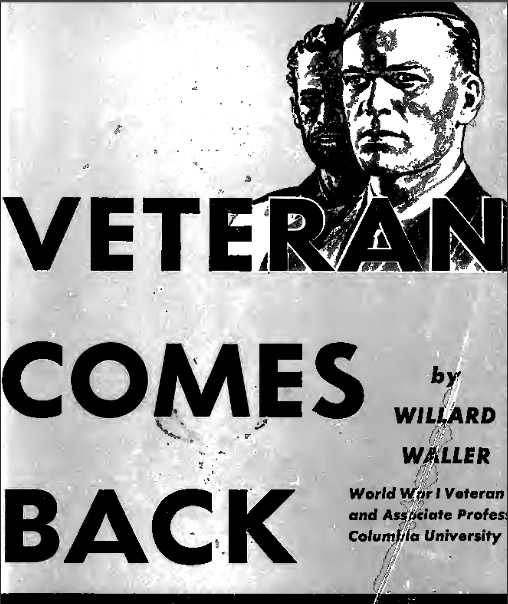 VETERAN
COMES
BACK
by
WILLARD
WALLER
World War I Veteran
and Associate Profes
Columbia University